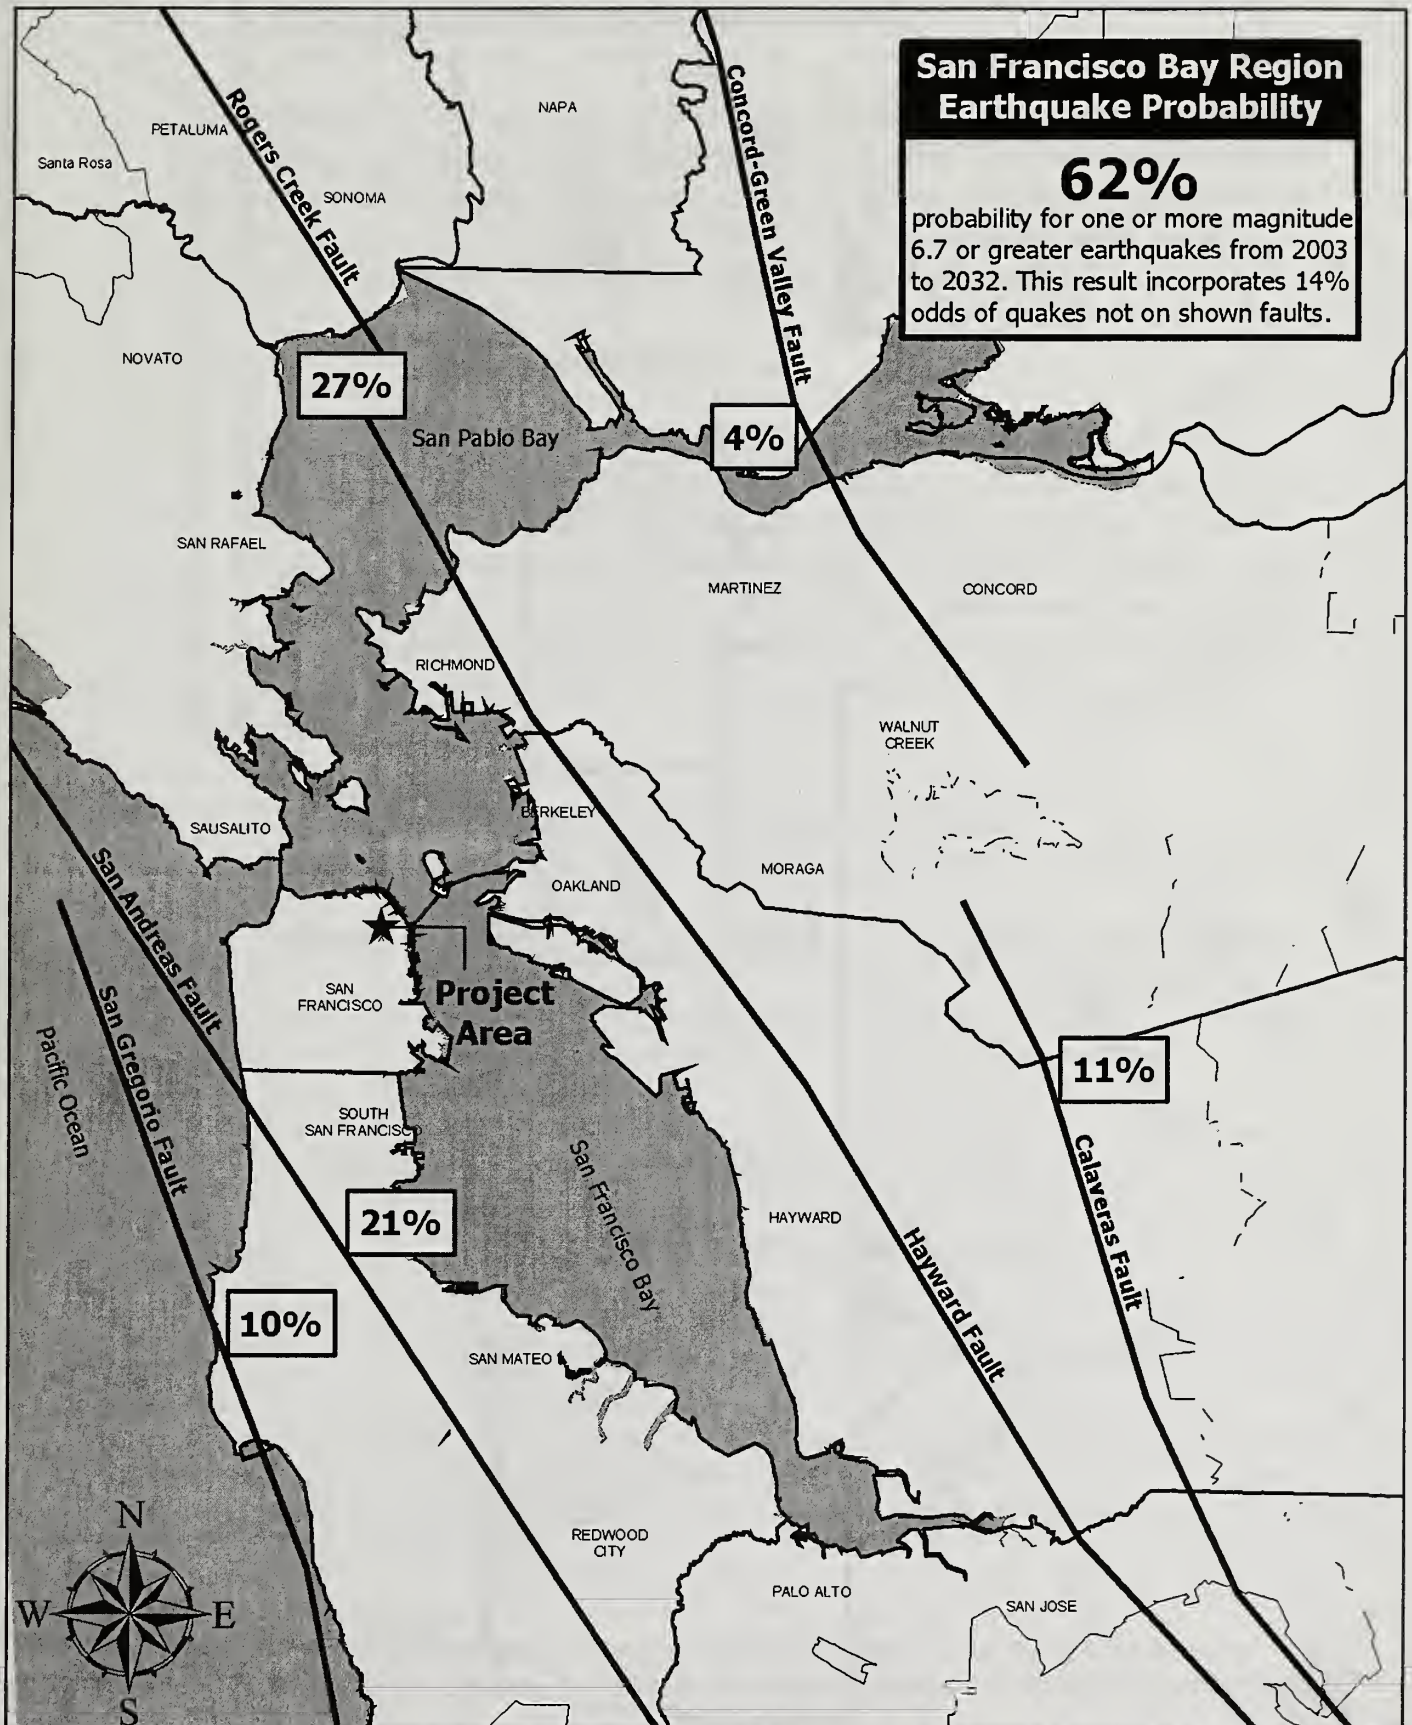 San Francisco Bay Region
Earthquake Probability
62%
probability for one or more magnitude
6.7 or greater earthquakes from 2003
to 2032. This result incorporates 14%
odds of quakes not on shown faults.
NAPA
PETALUMA
Santa Rosa
SONOMA
Rogers Creek Fault
Concord-Green Valley Fault
NOVATO
27%
San Pablo Bay
4%
SAN RAFAEL
MARTINEZ
CONCORD
RICHMOND
WALNUT
CREEK
BERKELEY
SAUSALITO
MORAGA
OAKLAND
San Andreas Fault
SAN
FRANCISCO
Project
Area
San Gregorio Fault
Pacific Ocean
11%
SOUTH
SAN FRANCISCO
San Francisco Bay
Calaveras Fault
21%
HAYWARD
Hayward Fault
10%
SAN MATEO
REDWOOD
CITY
PALO ALTO
SAN JOSE
N
W
E
S